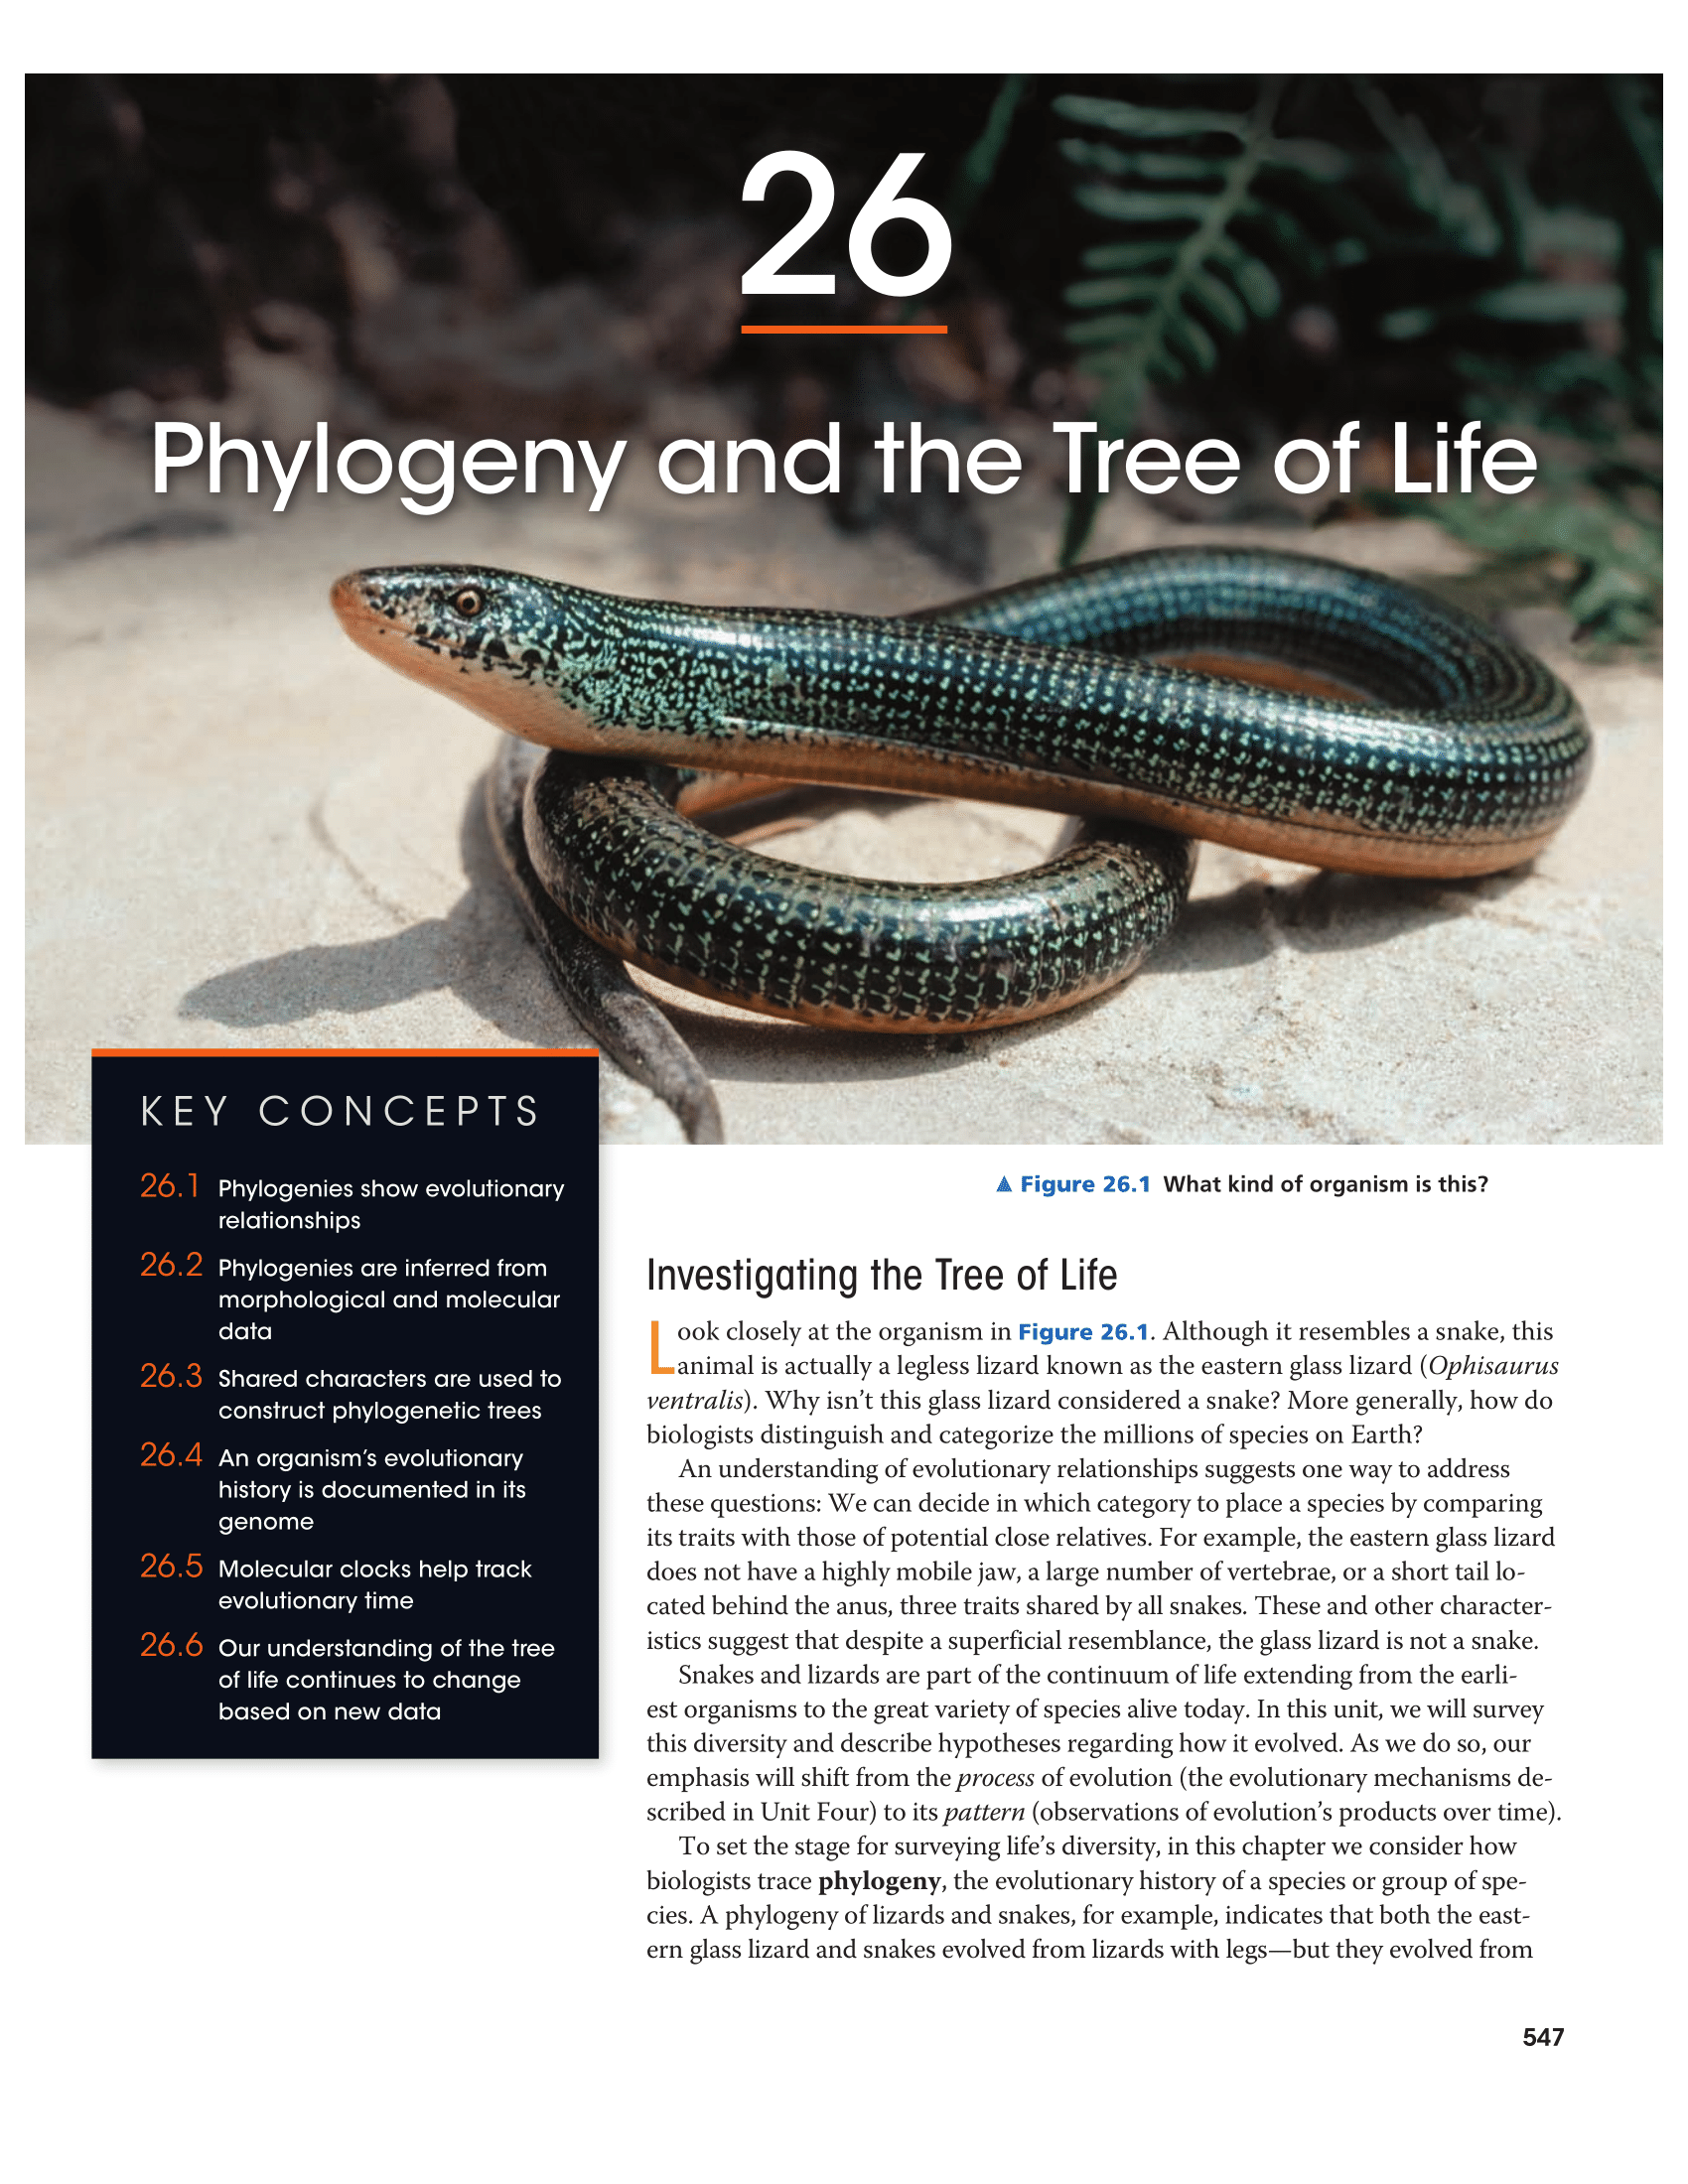 26
Phylogeny and the Tree of Life
KEY CONCEPTS
26.1 Phylogenies show evolutionary
relationships
26.2 Phylogenies are inferred from
morphological and molecular
data
26.3 Shared characters are used to
construct phylogenetic trees
26.4 An organism’s evolutionary
history is documented in its
genome
26.5 Molecular clocks help track
evolutionary time
26.6 Our understanding of the tree
of life continues to change
based on new data
▲ Figure 26.1 What kind of organism is this?
Investigating the Tree of Life
Look closely at the organism in Figure 26.1. Although it resembles a snake, this
animal is actually a legless lizard known as the eastern glass lizard (Ophisaurus
ventralis). Why isn’t this glass lizard considered a snake? More generally, how do
biologists distinguish and categorize the millions of species on Earth?
An understanding of evolutionary relationships suggests one way to address
these questions: We can decide in which category to place a species by comparing
its traits with those of potential close relatives. For example, the eastern glass lizard
does not have a highly mobile jaw, a large number of vertebrae, or a short tail lo-
cated behind the anus, three traits shared by all snakes. These and other character-
istics suggest that despite a superficial resemblance, the glass lizard is not a snake.
Snakes and lizards are part of the continuum of life extending from the earli-
est organisms to the great variety of species alive today. In this unit, we will survey
this diversity and describe hypotheses regarding how it evolved. As we do so, our
emphasis will shift from the process of evolution (the evolutionary mechanisms de-
scribed in Unit Four) to its pattern (observations of evolution’s products over time).
To set the stage for surveying life’s diversity, in this chapter we consider how
biologists trace phylogeny, the evolutionary history of a species or group of spe-
cies. A phylogeny of lizards and snakes, for example, indicates that both the east-
ern glass lizard and snakes evolved from lizards with legs—but they evolved from
547